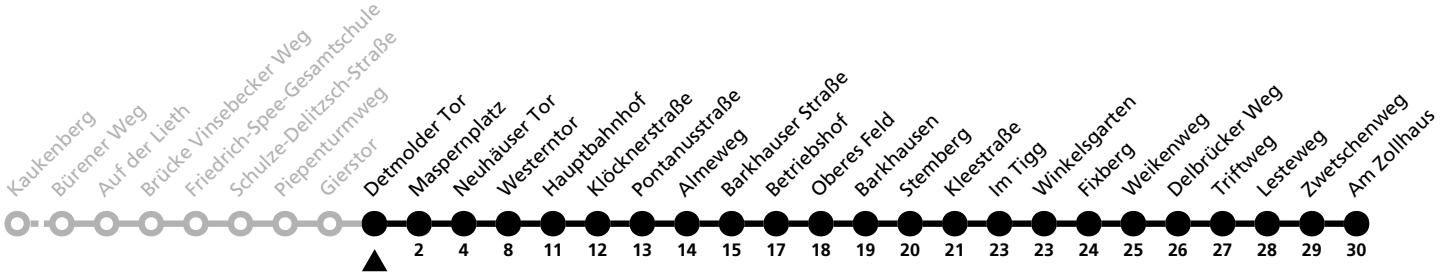 Kaukenberg
Bürener Weg
Auf der Lieth
Brücke Vinsebecker Weg
Friedrich-Spee-Gesamtschule
Schulze-Delitzsch-Straße
Piepenturmweg
Gierstor
Detmolder Tor
Maspernplatz
Neuhäuser Tor
Westerntor
Hauptbahnhof
Klöcknerstraße
Pontanusstraße
Almeweg
Barkhauser Straße
Betriebshof
Oberes Feld
Barkhausen
Stemberg
Kleestraße
Im Tigg
Winkelsgarten
Fixberg
Weikenweg
Delbrücker Weg
Triftweg
Lesteweg
Zwetschenweg
Am Zollhaus
2 4 8 11 12 13 14 15 17 18 19 20 21 23 23 24 25 26 27 28 29 30